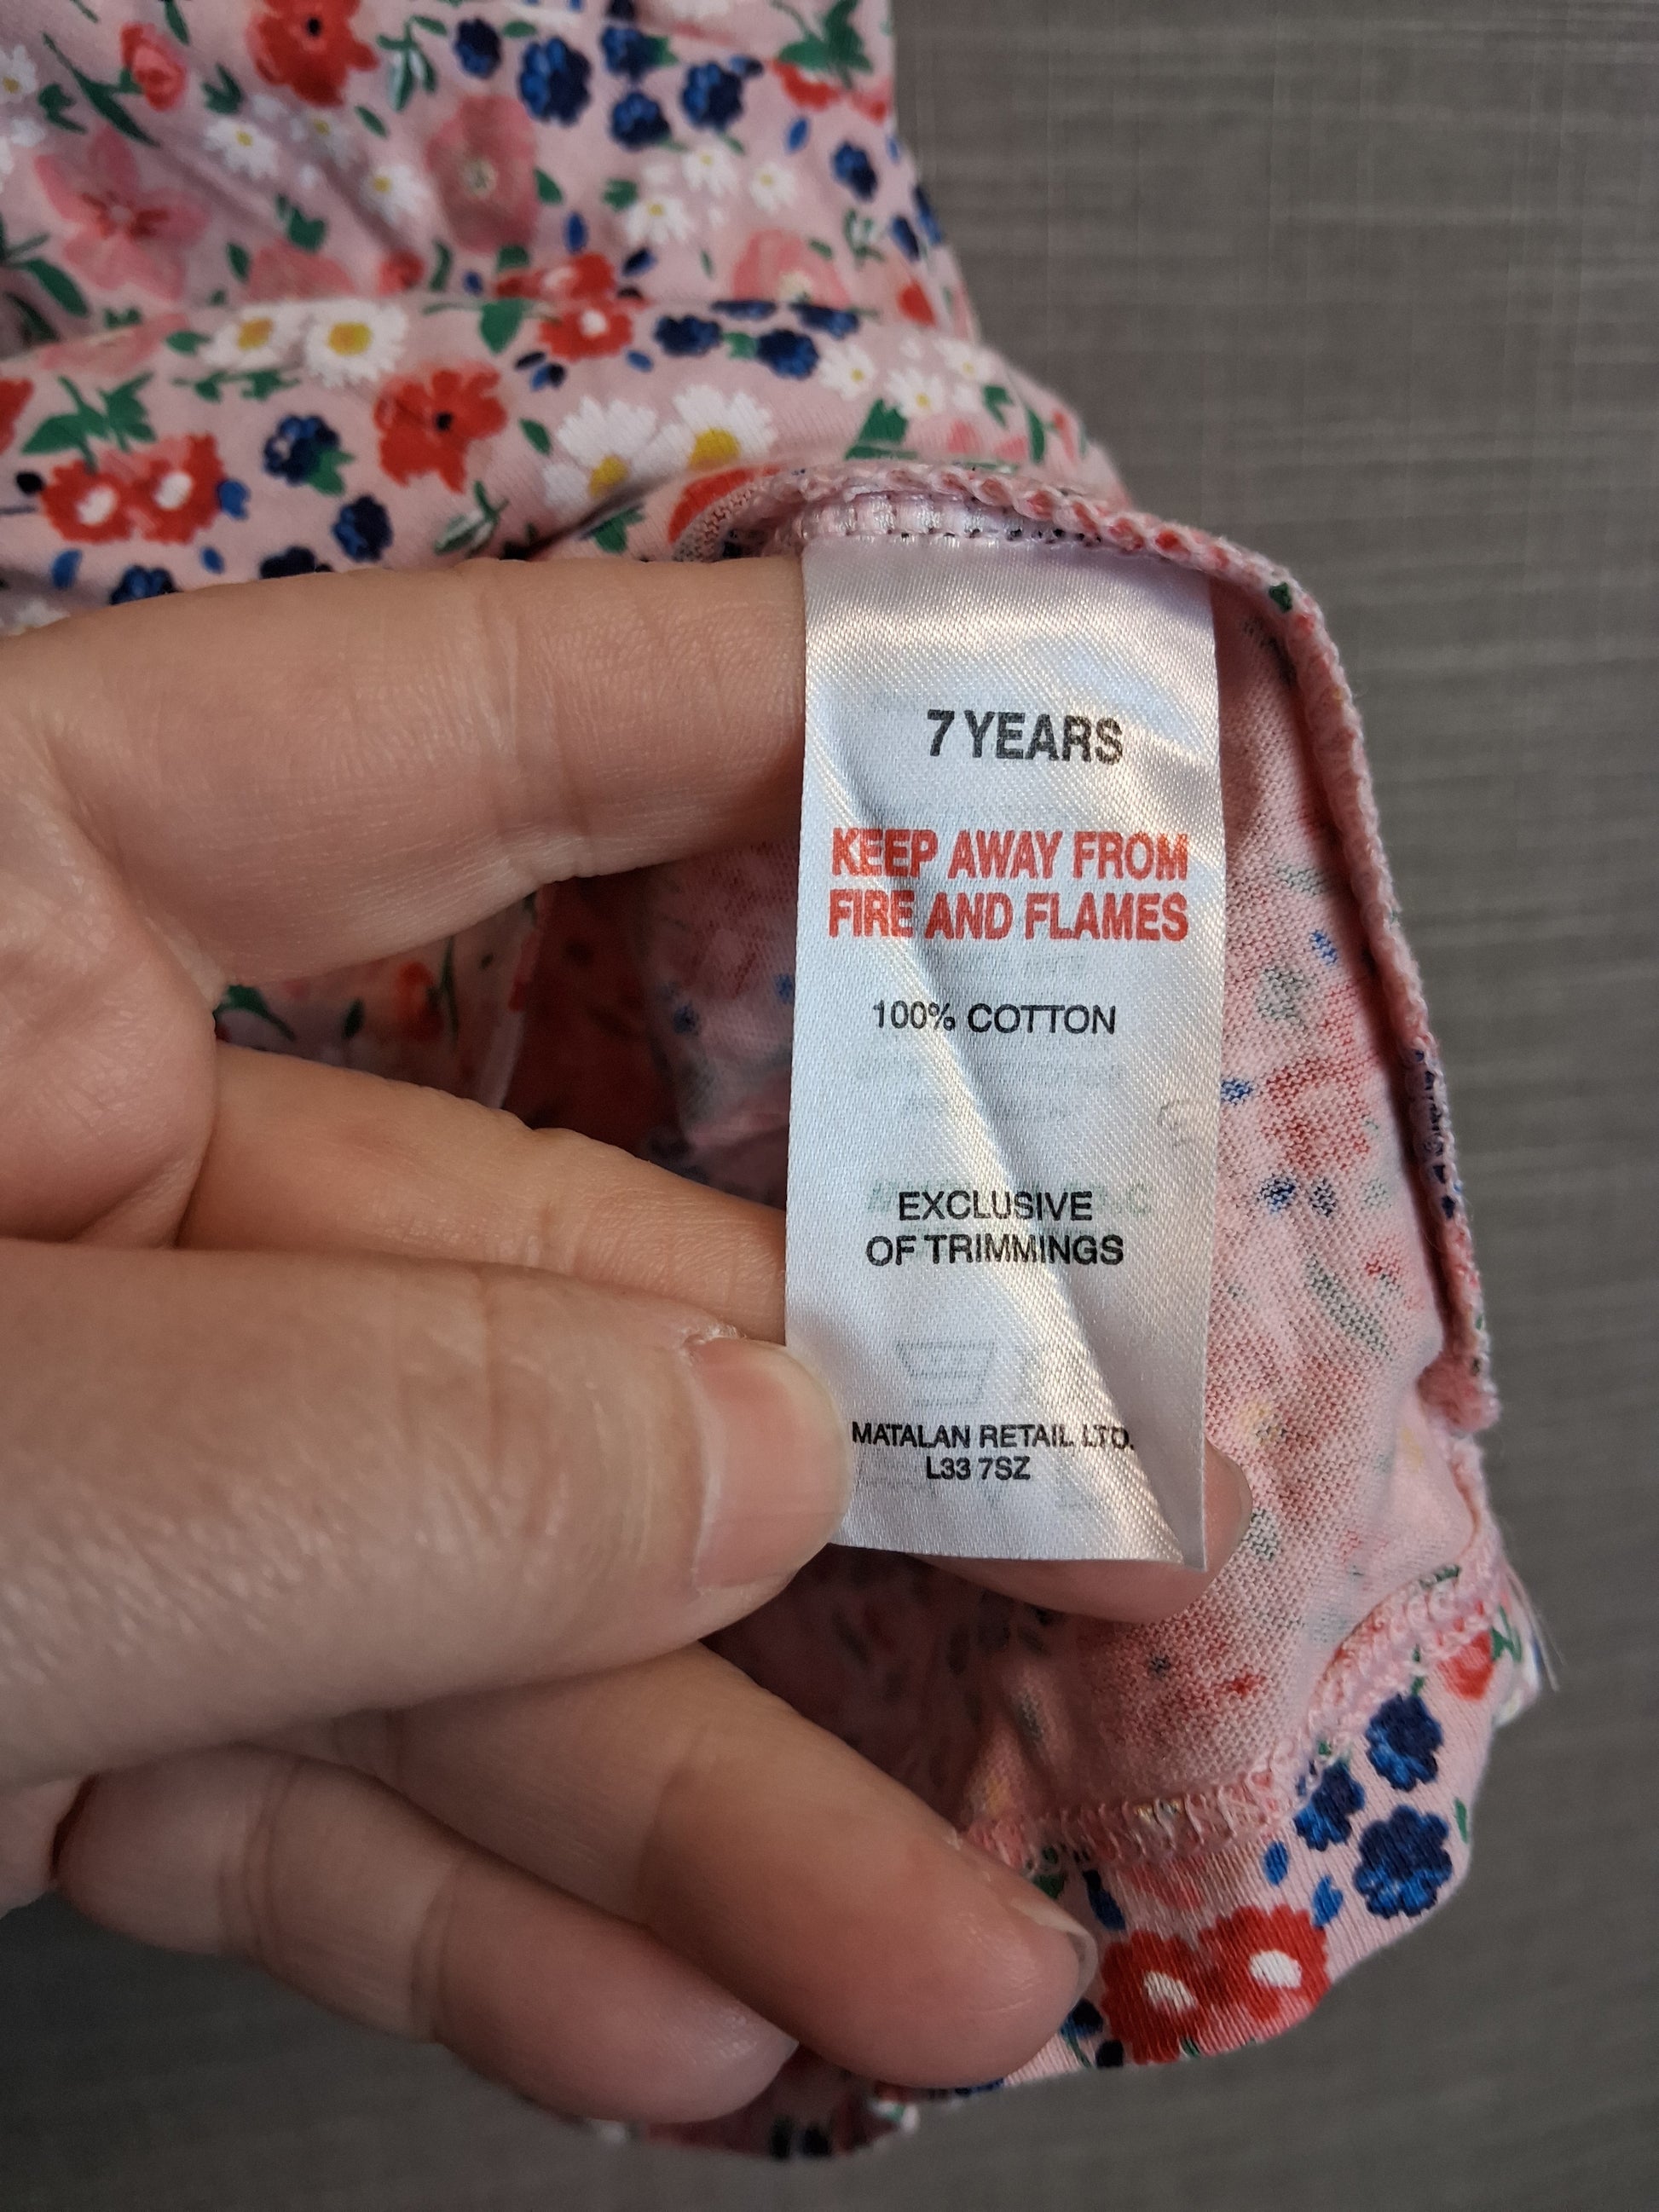 7 YEARS
KEEP AWAY FROM
FIRE AND FLAMES
100% COTTON
EXCLUSIVE
OF TRIMMINGS
MATALAN RETAIL LTD.
L33 7SZ